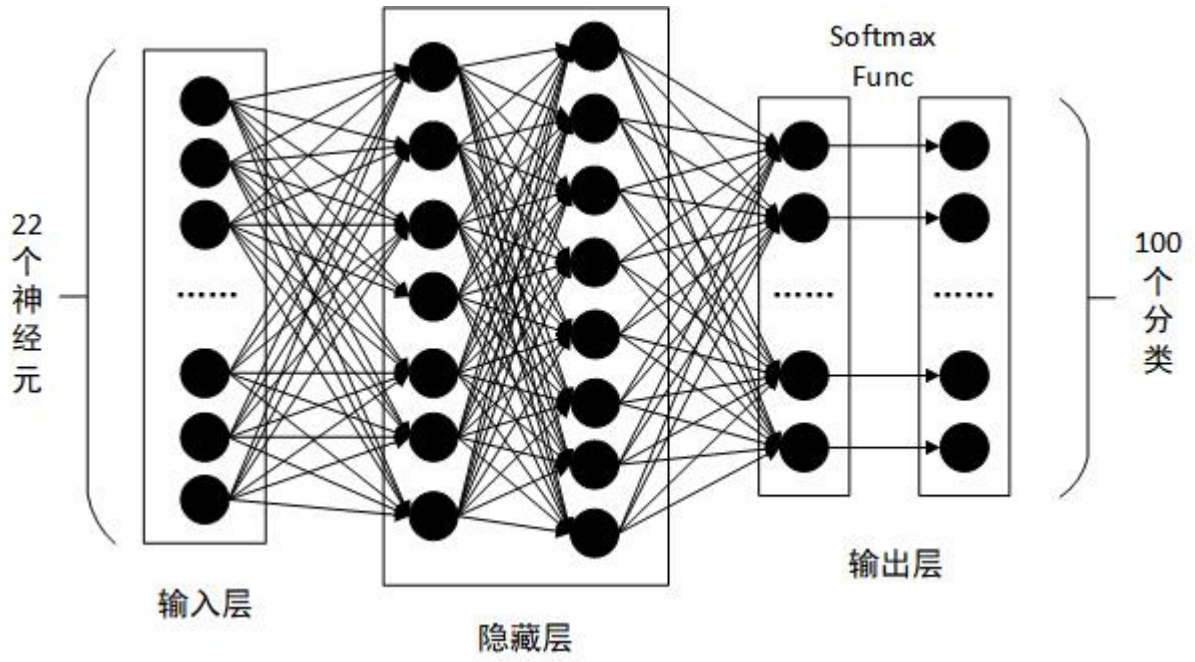 Softmax
Func
22
个
神
经
元
......
......
......
100
个
分
类
输入层
隐藏层
输出层